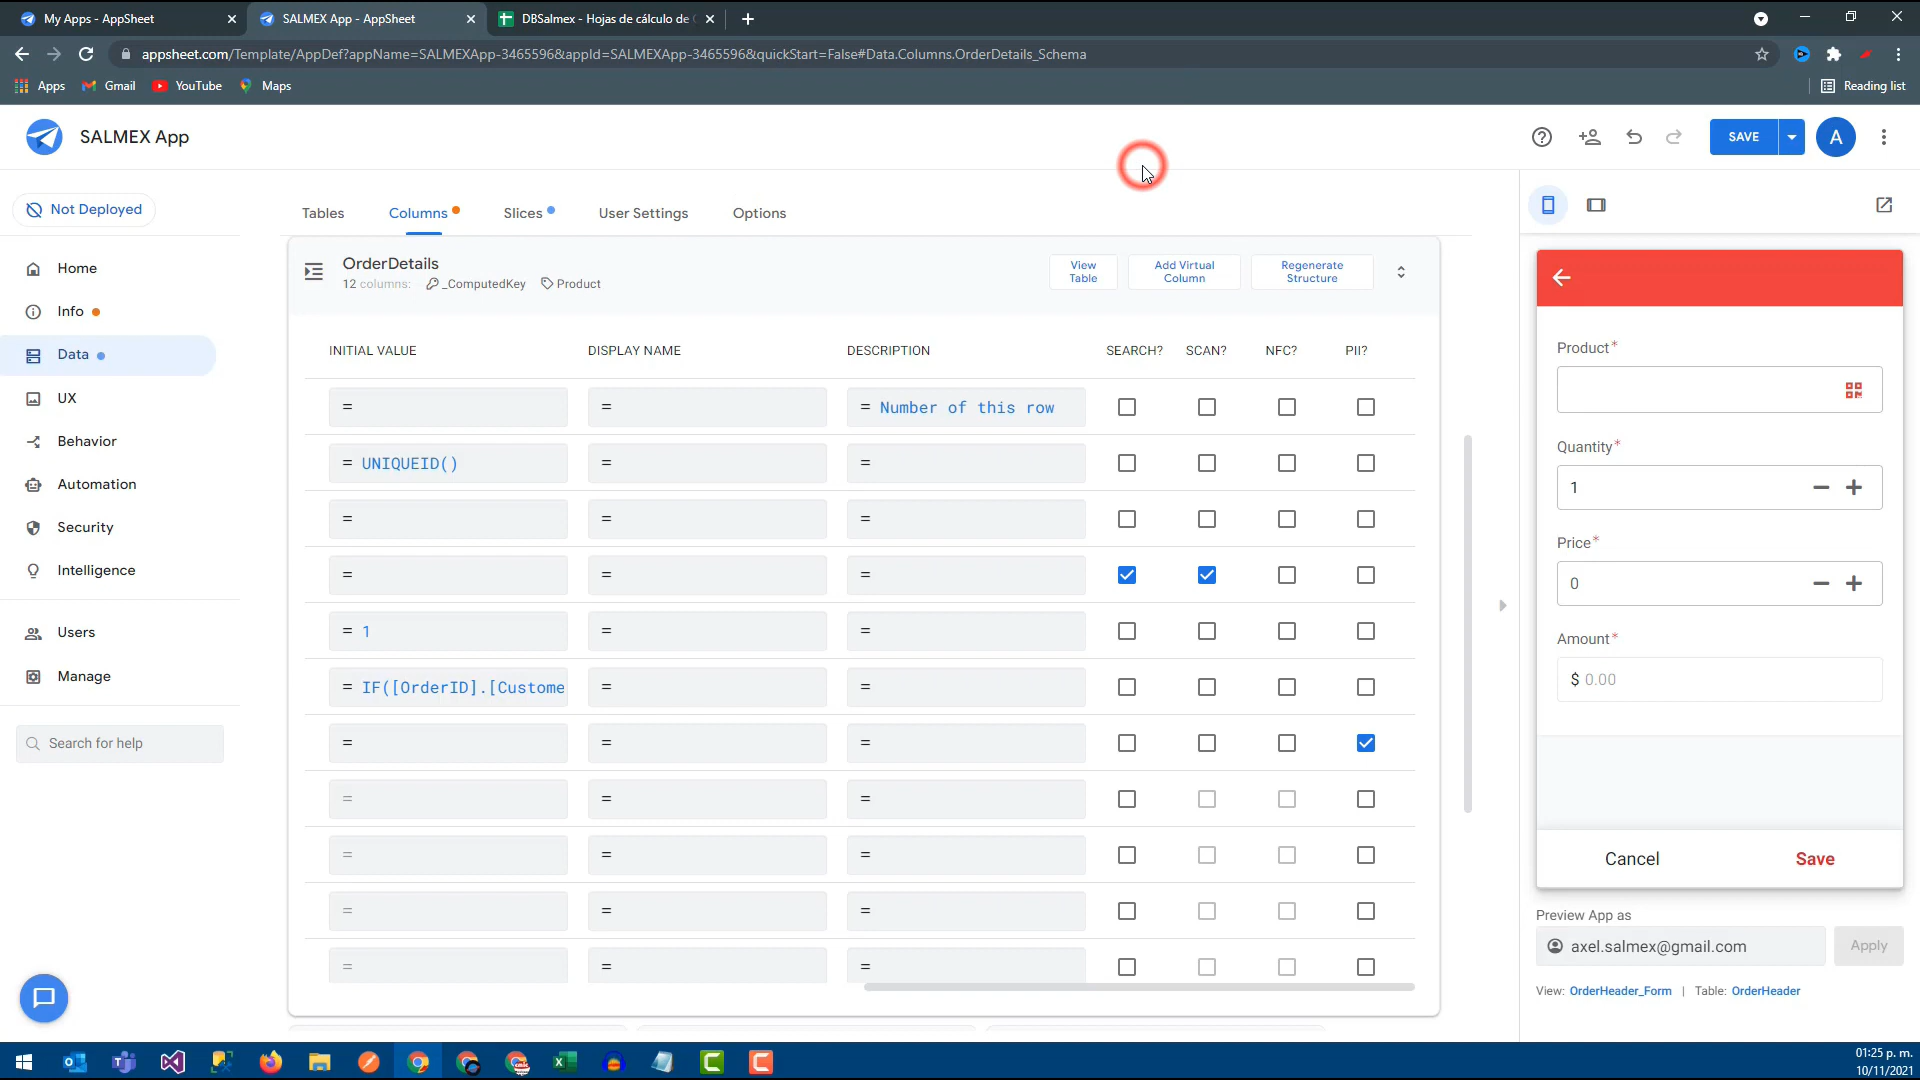 My Apps - AppSheet
SALMEX App - AppSheet
DBSalmex - Hojas de cálculo de
appsheet.com/Template/AppDef?appName=SALMEXApp-3465596&appId=SALMEXApp-3465596&quickStart=False#Data.Columns.OrderDetails_Schema
Apps Gmail YouTube Maps Reading list
SALMEX App
SAVE
A
Not Deployed
Tables Columns Slices User Settings Options
Home
Info
Data
UX
Behavior
Automation
Security
Intelligence
Users
Manage
Search for help
OrderDetails
12 columns: _ComputedKey Product
View Table
Add Virtual Column
Regenerate Structure
INITIAL VALUE DISPLAY NAME DESCRIPTION SEARCH? SCAN? NFC? PII?
= = = Number of this row
= UNIQUEID() = =
= = =
= = =
= 1 = =
= IF([OrderID].[Custome = =
= = =
= = =
= = =
= = =
= = =
Product*
Quantity*
1
Price*
0
Amount*
$ 0.00
Cancel Save
Preview App as
axel.salmex@gmail.com Apply
View: OrderHeader_Form | Table: OrderHeader
01:25 p. m.
10/11/2021